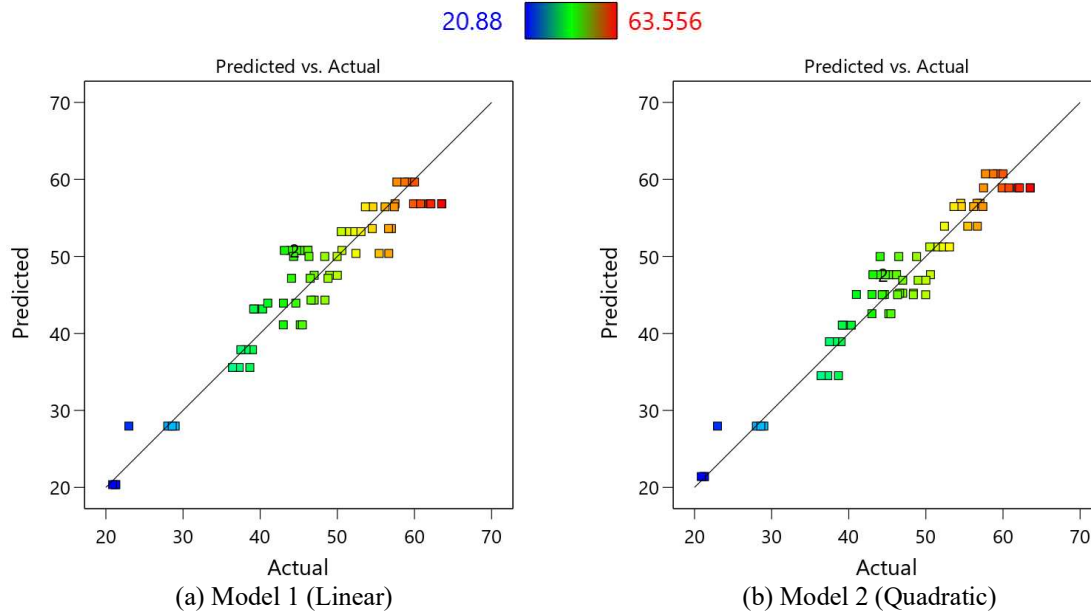 20.88 63.556
Predicted vs. Actual
Predicted
70
60
50
40
30
20
2
20 30 40 50 60 70
Actual
(a) Model 1 (Linear)
Predicted vs. Actual
Predicted
70
60
50
40
30
20
2
20 30 40 50 60 70
Actual
(b) Model 2 (Quadratic)